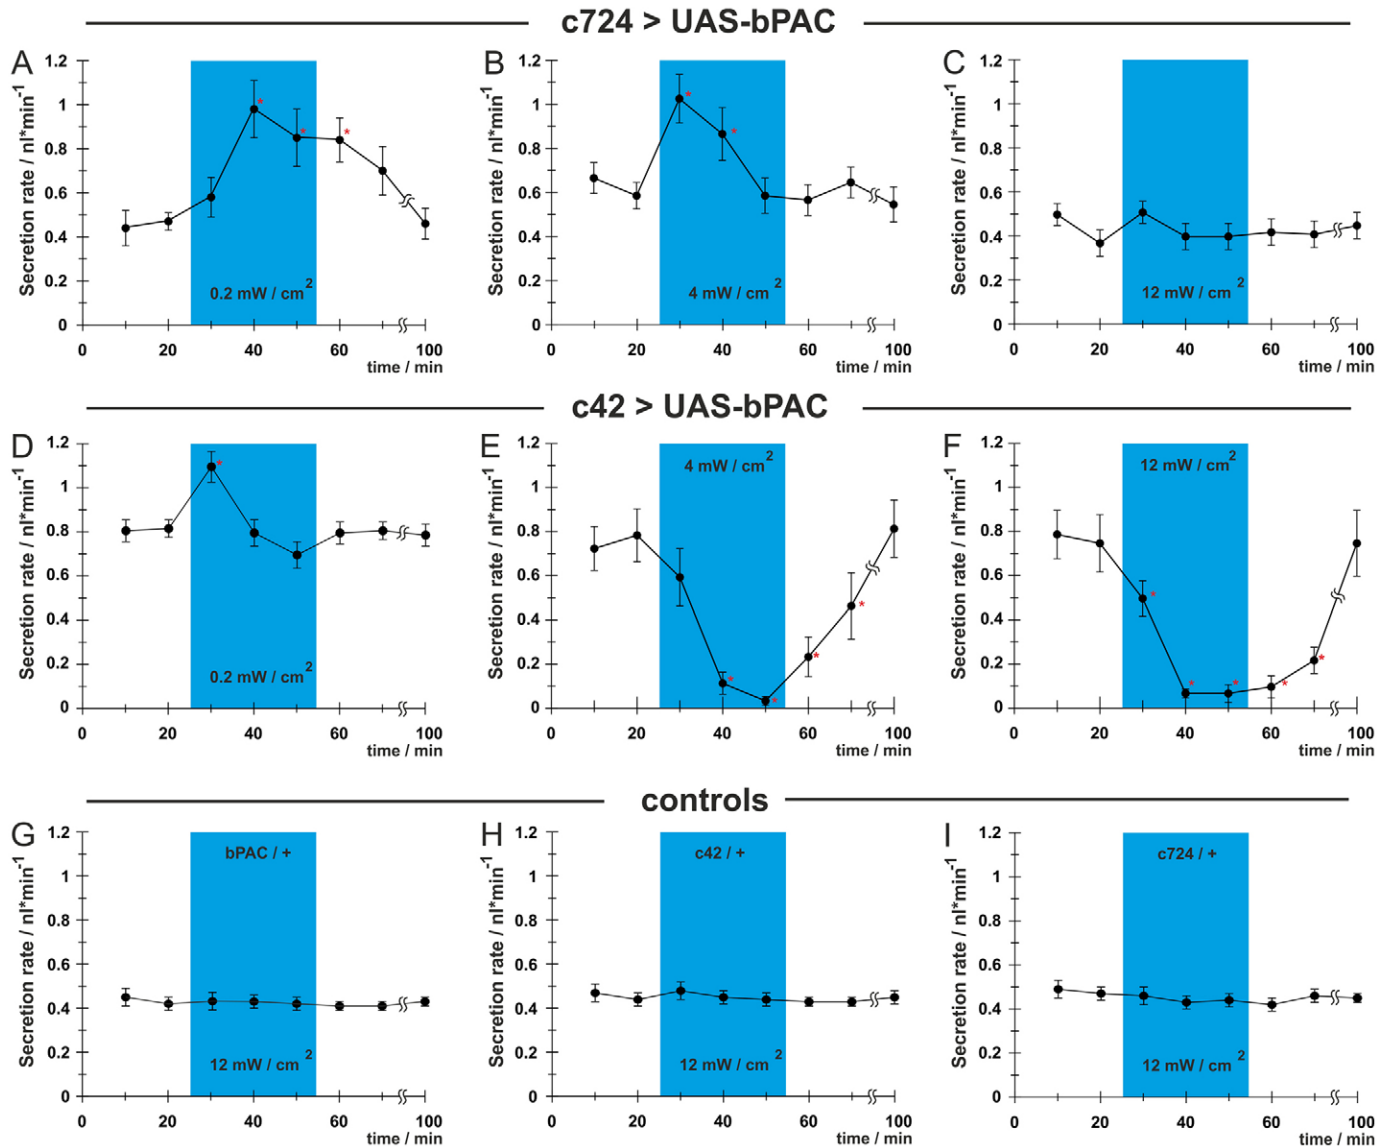 c724 > UAS-bPAC
A
B
C
Secretion rate / nl*min-1
1.2
1
0.8
0.6
0.4
0.2
0
0.2 mW / cm2
0 20 40 60 100
time / min
Secretion rate / nl*min-1
1.2
1
0.8
0.6
0.4
0.2
0
4 mW / cm2
0 20 40 60 100
time / min
Secretion rate / nl*min-1
1.2
1
0.8
0.6
0.4
0.2
0
12 mW / cm2
0 20 40 60 100
time / min
c42 > UAS-bPAC
D
E
F
Secretion rate / nl*min-1
1.2
1
0.8
0.6
0.4
0.2
0
0.2 mW / cm2
0 20 40 60 100
time / min
Secretion rate / nl*min-1
1.2
1
0.8
0.6
0.4
0.2
0
4 mW / cm2
0 20 40 60 100
time / min
Secretion rate / nl*min-1
1.2
1
0.8
0.6
0.4
0.2
0
12 mW / cm2
0 20 40 60 100
time / min
controls
G
H
I
Secretion rate / nl*min-1
1.2
1
0.8
0.6
0.4
0.2
0
bPAC / +
12 mW / cm2
0 20 40 60 100
time / min
Secretion rate / nl*min-1
1.2
1
0.8
0.6
0.4
0.2
0
c42 / +
12 mW / cm2
0 20 40 60 100
time / min
Secretion rate / nl*min-1
1.2
1
0.8
0.6
0.4
0.2
0
c724 / +
12 mW / cm2
0 20 40 60 100
time / min